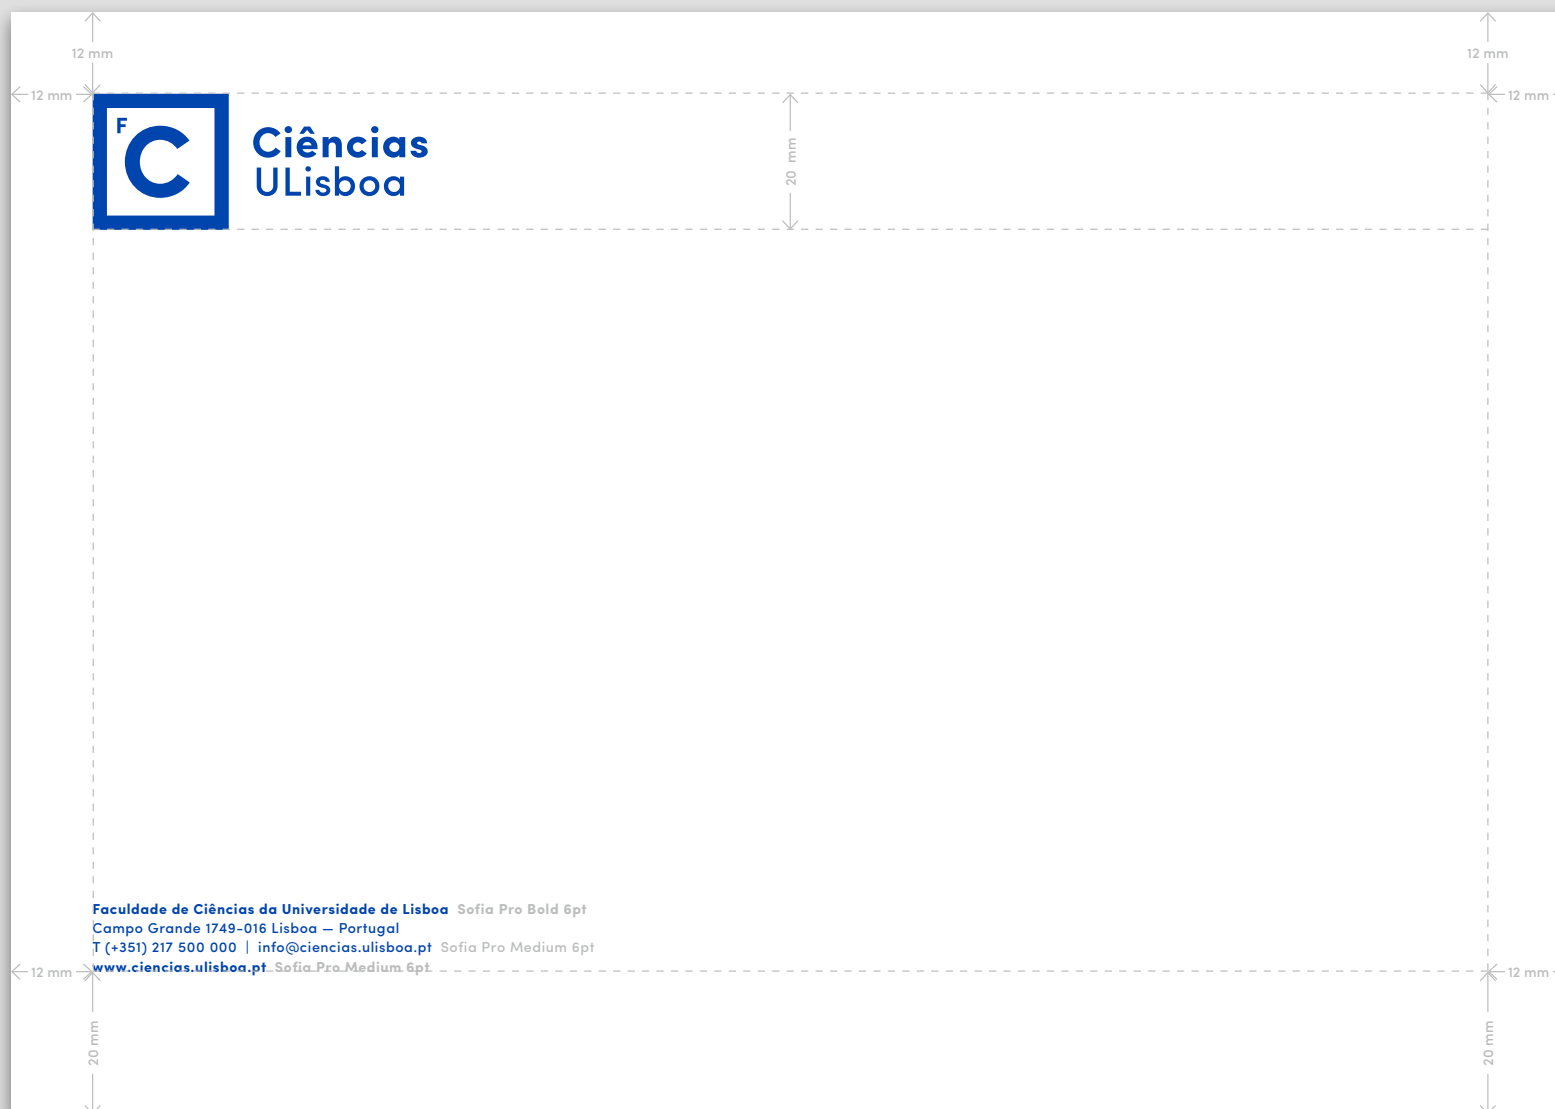 12 mm
12 mm
12 mm
12 mm
F
C
Ciências
ULisboa
20 mm
Faculdade de Ciências da Universidade de Lisboa Sofia Pro Bold 6pt
Campo Grande 1749-016 Lisboa — Portugal
T (+351) 217 500 000 | info@ciencias.ulisboa.pt Sofia Pro Medium 6pt
www.ciencias.ulisboa.pt Sofia Pro Medium 6pt
12 mm
12 mm
20 mm
20 mm